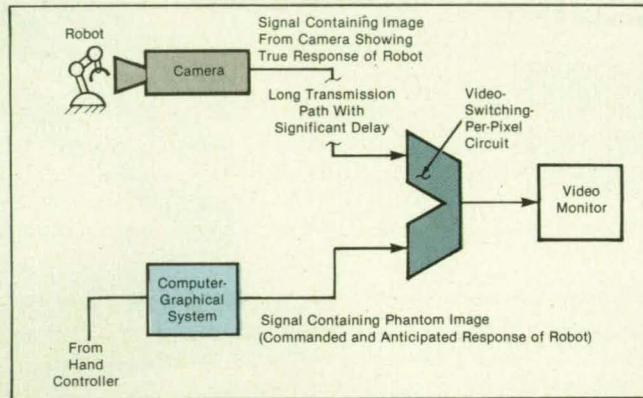 Robot
Signal Containing Image
From Camera Showing
True Response of Robot
Camera
Long Transmission
Path With
Significant Delay
Video-
Switching-
Per-Pixel
Circuit
Video
Monitor
Computer-
Graphical
System
Signal Containing Phantom Image
(Commanded and Anticipated Response of Robot)
From
Hand
Controller